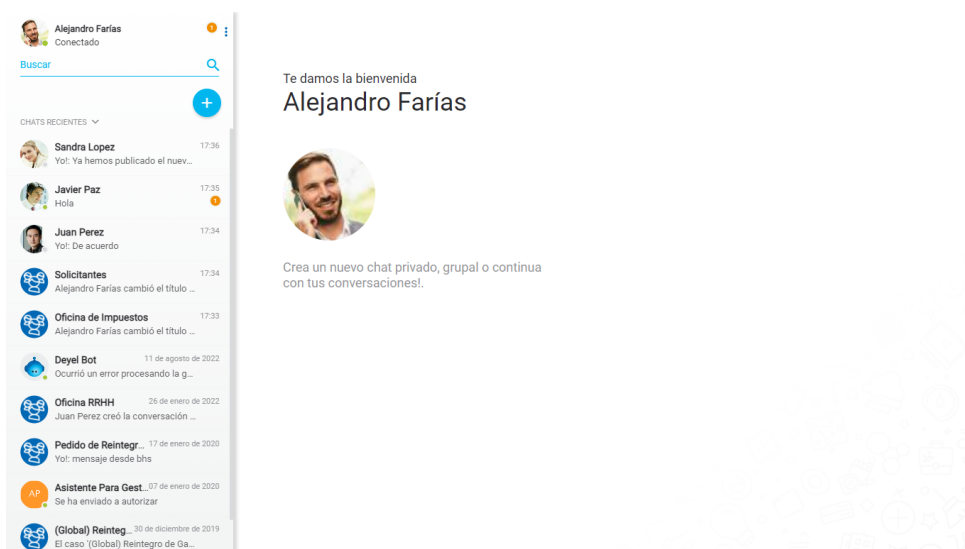 Alejandro Farías
1
Conectado
Buscar
CHATS RECIENTES
Sandra Lopez 17:36
Yo!: Ya hemos publicado el nuev...
Javier Paz 17:35
Hola 1
Juan Perez 17:34
Yo!: De acuerdo
Solicitantes 17:34
Alejandro Farías cambió el título ...
Oficina de Impuestos 17:33
Alejandro Farías cambió el título ...
Deyel Bot 11 de agosto de 2022
Ocurrió un error procesando la g...
Oficina RRHH 26 de enero de 2022
Juan Perez creó la conversación ...
Pedido de Reintegr... 17 de enero de 2020
Yo!: mensaje desde bhs
AP
Asistente Para Gest... 07 de enero de 2020
Se ha enviado a autorizar
(Global) Reinteg... 30 de diciembre de 2019
El caso '(Global) Reintegro de Ga...
Te damos la bienvenida
Alejandro Farías
Crea un nuevo chat privado, grupal o continua
con tus conversaciones!.